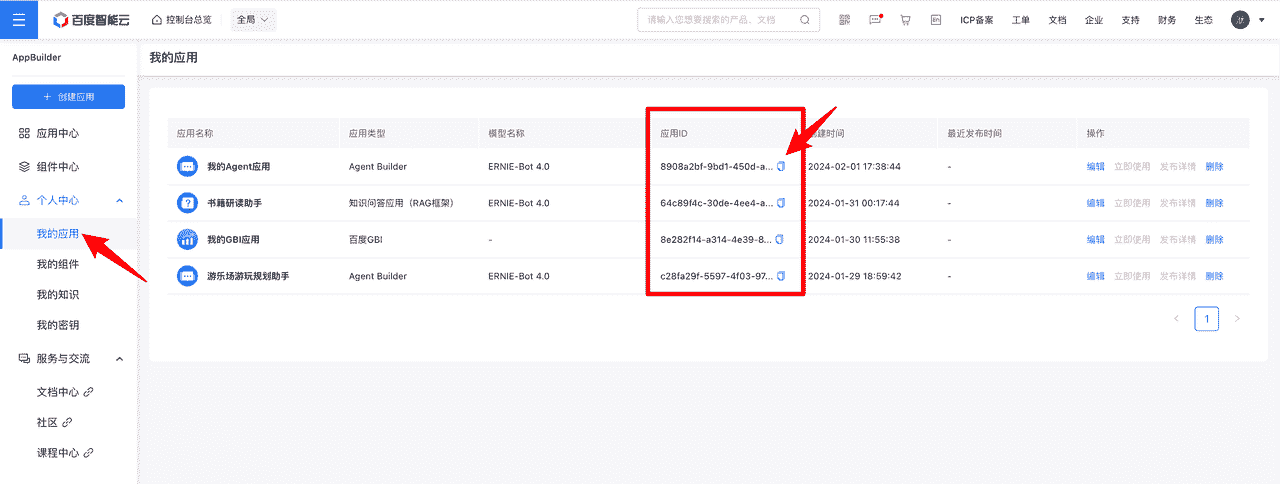 百度智能云 控制台总览 全局 请输入您想要搜索的产品、文档 EN ICP备案 工单 文档 企业 支持 财务 生态
AppBuilder
我的应用
+ 创建应用
应用中心
组件中心
个人中心
我的应用
我的组件
我的知识
我的密钥
服务与交流
文档中心
社区
课程中心
应用名称 应用类型 模型名称 应用ID 创建时间 最近发布时间 操作
我的Agent应用 Agent Builder ERNIE-Bot 4.0 8908a2bf-9bd1-450d-a... 2024-02-01 17:38:44 - 编辑 立即使用 发布详情 删除
书籍研读助手 知识问答应用（RAG框架） ERNIE-Bot 4.0 64c89f4c-30de-4ee4-a... 2024-01-31 00:17:44 - 编辑 立即使用 发布详情 删除
我的GBI应用 百度GBI - 8e282f14-a314-4e39-8... 2024-01-30 11:55:38 - 编辑 立即使用 发布详情 删除
游乐场游玩规划助手 Agent Builder ERNIE-Bot 4.0 c28fa29f-5597-4f03-97... 2024-01-29 18:59:42 - 编辑 立即使用 发布详情 删除
1